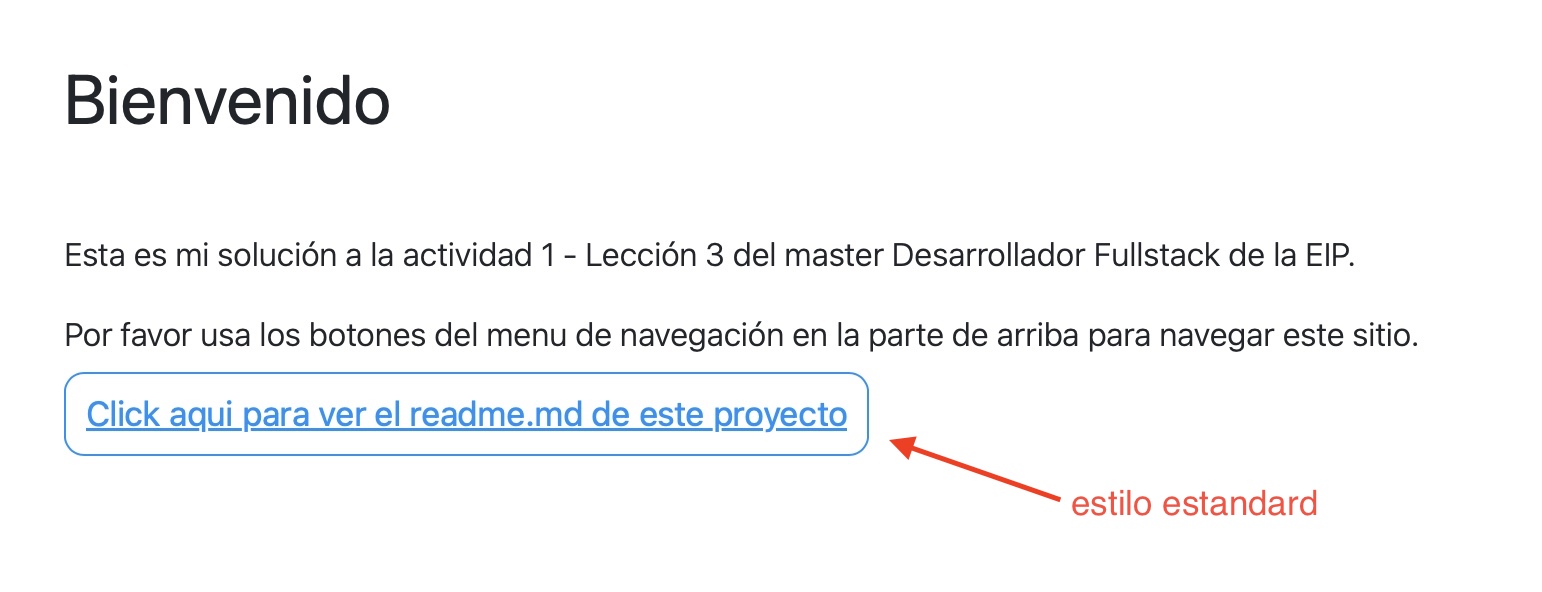 Bienvenido
Esta es mi solución a la actividad 1 - Lección 3 del master Desarrollador Fullstack de la EIP.
Por favor usa los botones del menu de navegación en la parte de arriba para navegar este sitio.
Click aqui para ver el readme.md de este proyecto
estilo estandard